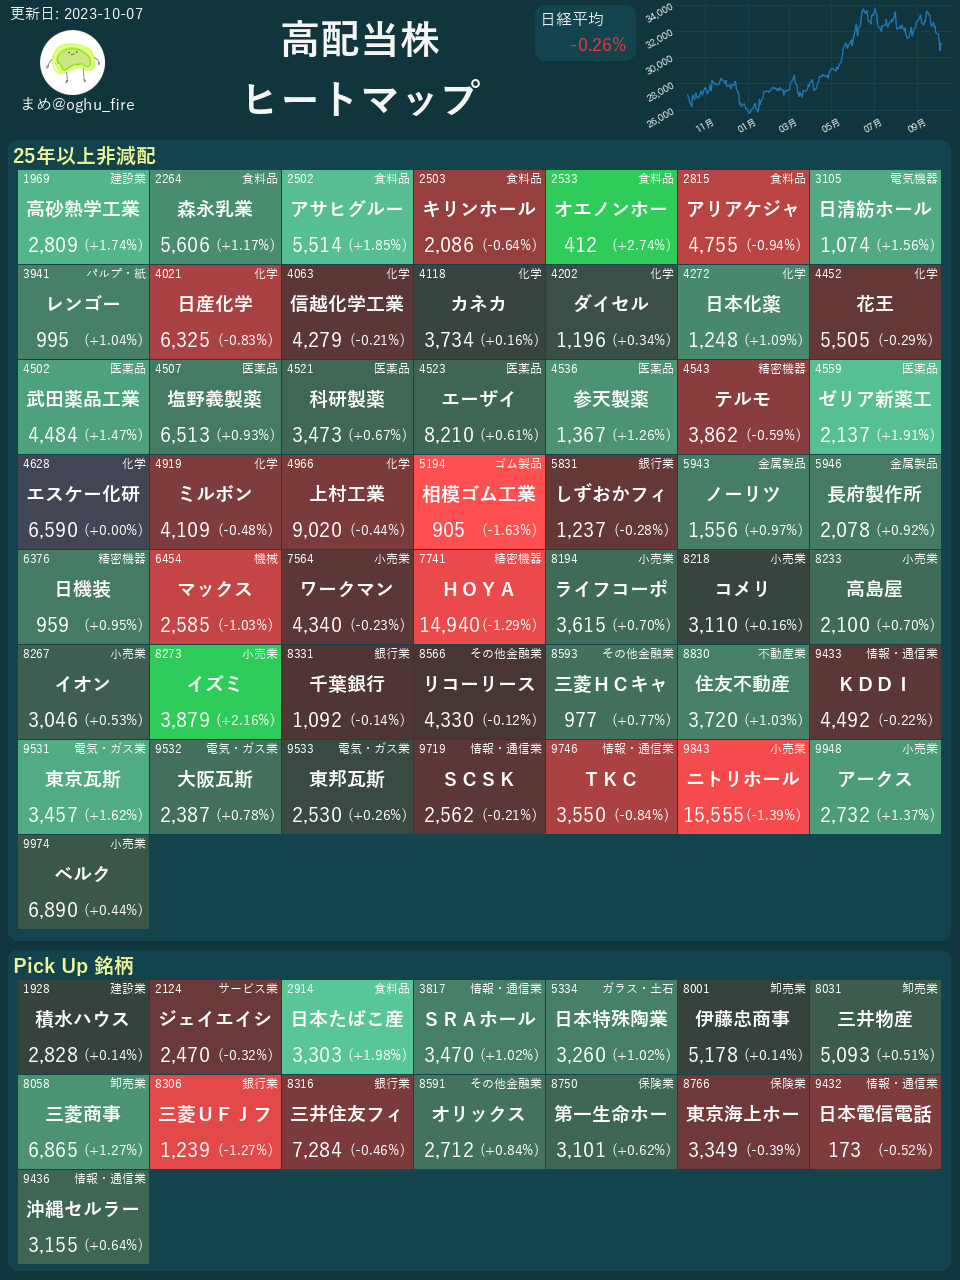 更新日: 2023-10-07
まめ@oghu_fire
高配当株
ヒートマップ
日経平均
-0.26%
34,000
32,000
30,000
28,000
26,000
11月 01月 03月 05月 07月 09月
25年以上非減配
1969 建設業 2264 食料品 2502 食料品 2503 食料品 2533 食料品 2815 食料品 3105 電気機器
高砂熱学工業 森永乳業 アサヒグルー キリンホール オエノンホー アリアケジャ 日清紡ホール
2,809 (+1.74%) 5,606 (+1.17%) 5,514 (+1.85%) 2,086 (-0.64%) 412 (+2.74%) 4,755 (-0.94%) 1,074 (+1.56%)
3941 パルプ・紙 4021 化学 4063 化学 4118 化学 4202 化学 4272 化学 4452 化学
レンゴー 日産化学 信越化学工業 カネカ ダイセル 日本化薬 花王
995 (+1.04%) 6,325 (-0.83%) 4,279 (-0.21%) 3,734 (+0.16%) 1,196 (+0.34%) 1,248 (+1.09%) 5,505 (-0.29%)
4502 医薬品 4507 医薬品 4521 医薬品 4523 医薬品 4536 医薬品 4543 精密機器 4559 医薬品
武田薬品工業 塩野義製薬 科研製薬 エーザイ 参天製薬 テルモ ゼリア新薬工
4,484 (+1.47%) 6,513 (+0.93%) 3,473 (+0.67%) 8,210 (+0.61%) 1,367 (+1.26%) 3,862 (-0.59%) 2,137 (+1.91%)
4628 化学 4919 化学 4966 化学 5194 ゴム製品 5831 銀行業 5943 金属製品 5946 金属製品
エスケー化研 ミルボン 上村工業 相模ゴム工業 しずおかフィ ノーリツ 長府製作所
6,590 (+0.00%) 4,109 (-0.48%) 9,020 (-0.44%) 905 (-1.63%) 1,237 (-0.28%) 1,556 (+0.97%) 2,078 (+0.92%)
6376 精密機器 6454 機械 7564 小売業 7741 精密機器 8194 小売業 8218 小売業 8233 小売業
日機装 マックス ワークマン ＨＯＹＡ ライフコーポ コメリ 高島屋
959 (+0.95%) 2,585 (-1.03%) 4,340 (-0.23%) 14,940 (-1.29%) 3,615 (+0.70%) 3,110 (+0.16%) 2,100 (+0.70%)
8267 小売業 8273 小売業 8331 銀行業 8566 その他金融業 8593 その他金融業 8830 不動産業 9433 情報・通信業
イオン イズミ 千葉銀行 リコーリース 三菱ＨＣキャ 住友不動産 ＫＤＤＩ
3,046 (+0.53%) 3,879 (+2.16%) 1,092 (-0.14%) 4,330 (-0.12%) 977 (+0.77%) 3,720 (+1.03%) 4,492 (-0.22%)
9531 電気・ガス業 9532 電気・ガス業 9533 電気・ガス業 9719 情報・通信業 9746 情報・通信業 9843 小売業 9948 小売業
東京瓦斯 大阪瓦斯 東邦瓦斯 ＳＣＳＫ ＴＫＣ ニトリホール アークス
3,457 (+1.62%) 2,387 (+0.78%) 2,530 (+0.26%) 2,562 (-0.21%) 3,550 (-0.84%) 15,555 (-1.39%) 2,732 (+1.37%)
9974 小売業
ベルク
6,890 (+0.44%)
Pick Up 銘柄
1928 建設業 2124 サービス業 2914 食料品 3817 情報・通信業 5334 ガラス・土石 8001 卸売業 8031 卸売業
積水ハウス ジェイエイシ 日本たばこ産 ＳＲＡホール 日本特殊陶業 伊藤忠商事 三井物産
2,828 (+0.14%) 2,470 (-0.32%) 3,303 (+1.98%) 3,470 (+1.02%) 3,260 (+1.02%) 5,178 (+0.14%) 5,093 (+0.51%)
8058 卸売業 8306 銀行業 8316 銀行業 8591 その他金融業 8750 保険業 8766 保険業 9432 情報・通信業
三菱商事 三菱ＵＦＪフ 三井住友フィ オリックス 第一生命ホー 東京海上ホー 日本電信電話
6,865 (+1.27%) 1,239 (-1.27%) 7,284 (-0.46%) 2,712 (+0.84%) 3,101 (+0.62%) 3,349 (-0.39%) 173 (-0.52%)
9436 情報・通信業
沖縄セルラー
3,155 (+0.64%)